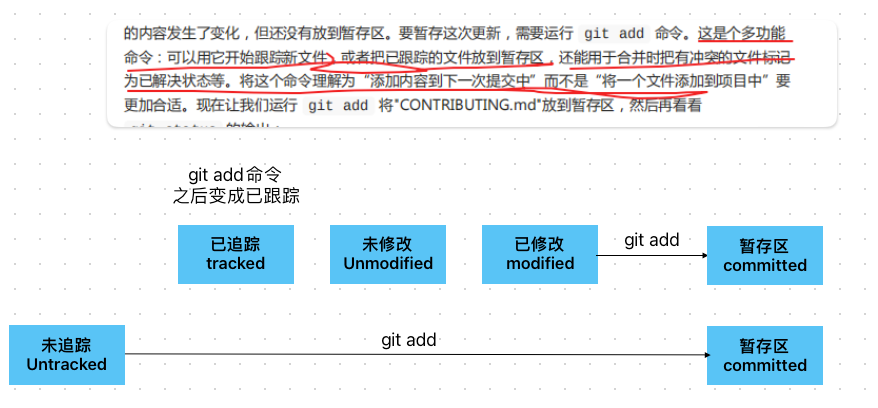 的内容发生了变化，但还没有放到暂存区。要暂存这次更新，需要运行 git add 命令。这是个多功能
命令：可以用它开始跟踪新文件，或者把已跟踪的文件放到暂存区，还能用于合并时把有冲突的文件标记
为已解决状态等。将这个命令理解为“添加内容到下一次提交中”而不是“将一个文件添加到项目中”要
更加合适。现在让我们运行 git add 将"CONTRIBUTING.md"放到暂存区，然后再看看
git status 的输出：
git add命令
之后变成已跟踪
已追踪
tracked
未修改
Unmodified
已修改
modified
git add
暂存区
committed
未追踪
Untracked
git add
暂存区
committed